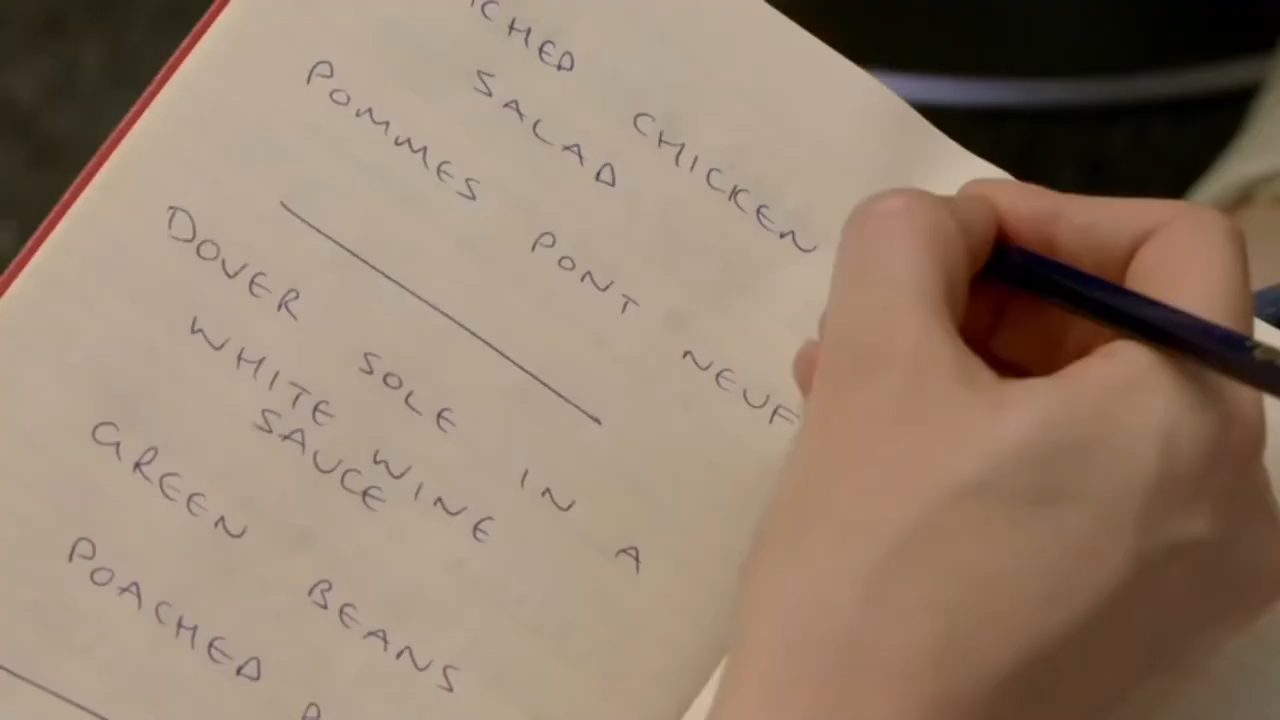 CHED CHICKEN
SALAD
POMMES PONT NEUF
DOVER SOLE IN A
WHITE WINE
SAUCE
GREEN BEANS
POACHED